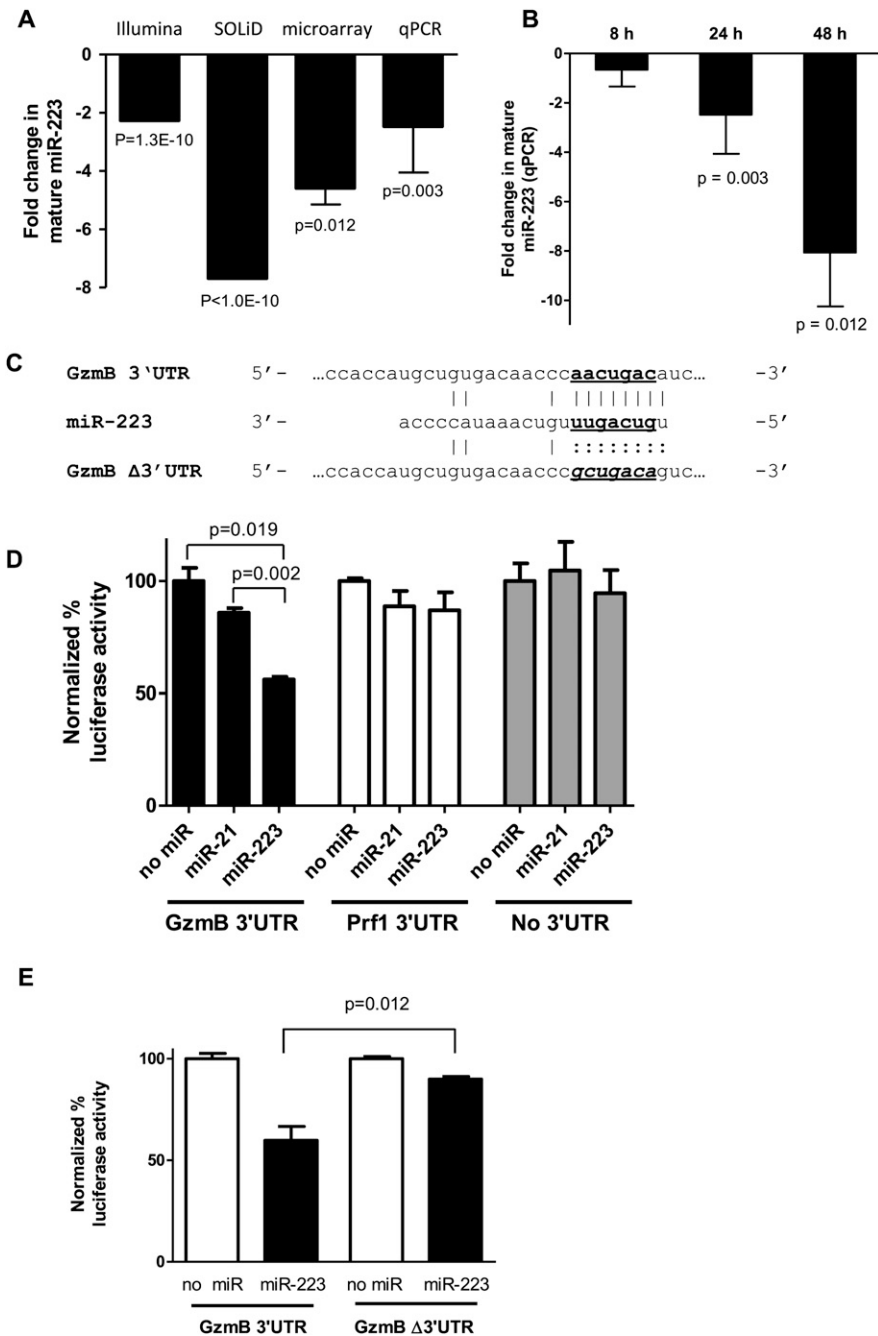 A
Illumina SOLiD microarray qPCR
Fold change in
mature miR-223
0
-2
-4
-6
-8
P=1.3E-10
P<1.0E-10
p=0.012
p=0.003
B
8 h 24 h 48 h
Fold change in mature
miR-223 (qPCR)
0
-2
-4
-6
-8
-10
p = 0.003
p = 0.012
C
GzmB 3‘UTR 5’- …ccaccaugcugugacaacccaacugacauc… -3’
|| | ||||||||
miR-223 3’- accccauaaacuguuugacugu -5’
|| | ::::::::
GzmB Δ3’UTR 5’- …ccaccaugcugugacaacccgcugacaguc… -3’
D
Normalized %
luciferase activity
100
50
0
p=0.019
p=0.002
no miR miR-21 miR-223 no miR miR-21 miR-223 no miR miR-21 miR-223
GzmB 3'UTR Prf1 3'UTR No 3'UTR
E
p=0.012
Normalized %
luciferase activity
100
50
0
no miR miR-223 no miR miR-223
GzmB 3'UTR GzmB Δ3'UTR